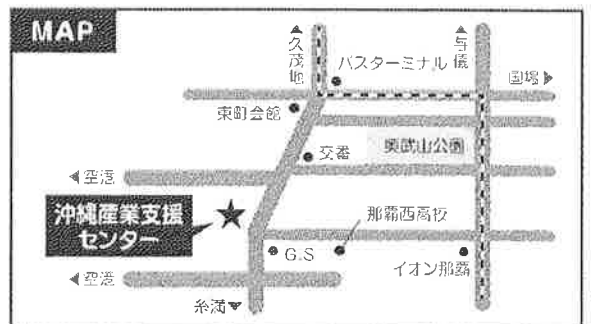 MAP
▲久茂地
▲与儀
バスターミナル
国場▶
東町会館
交番
奥武山公園
◀空港
沖縄産業支援
センター
那覇西高校
G.S
イオン那覇
◀空港
糸満▼